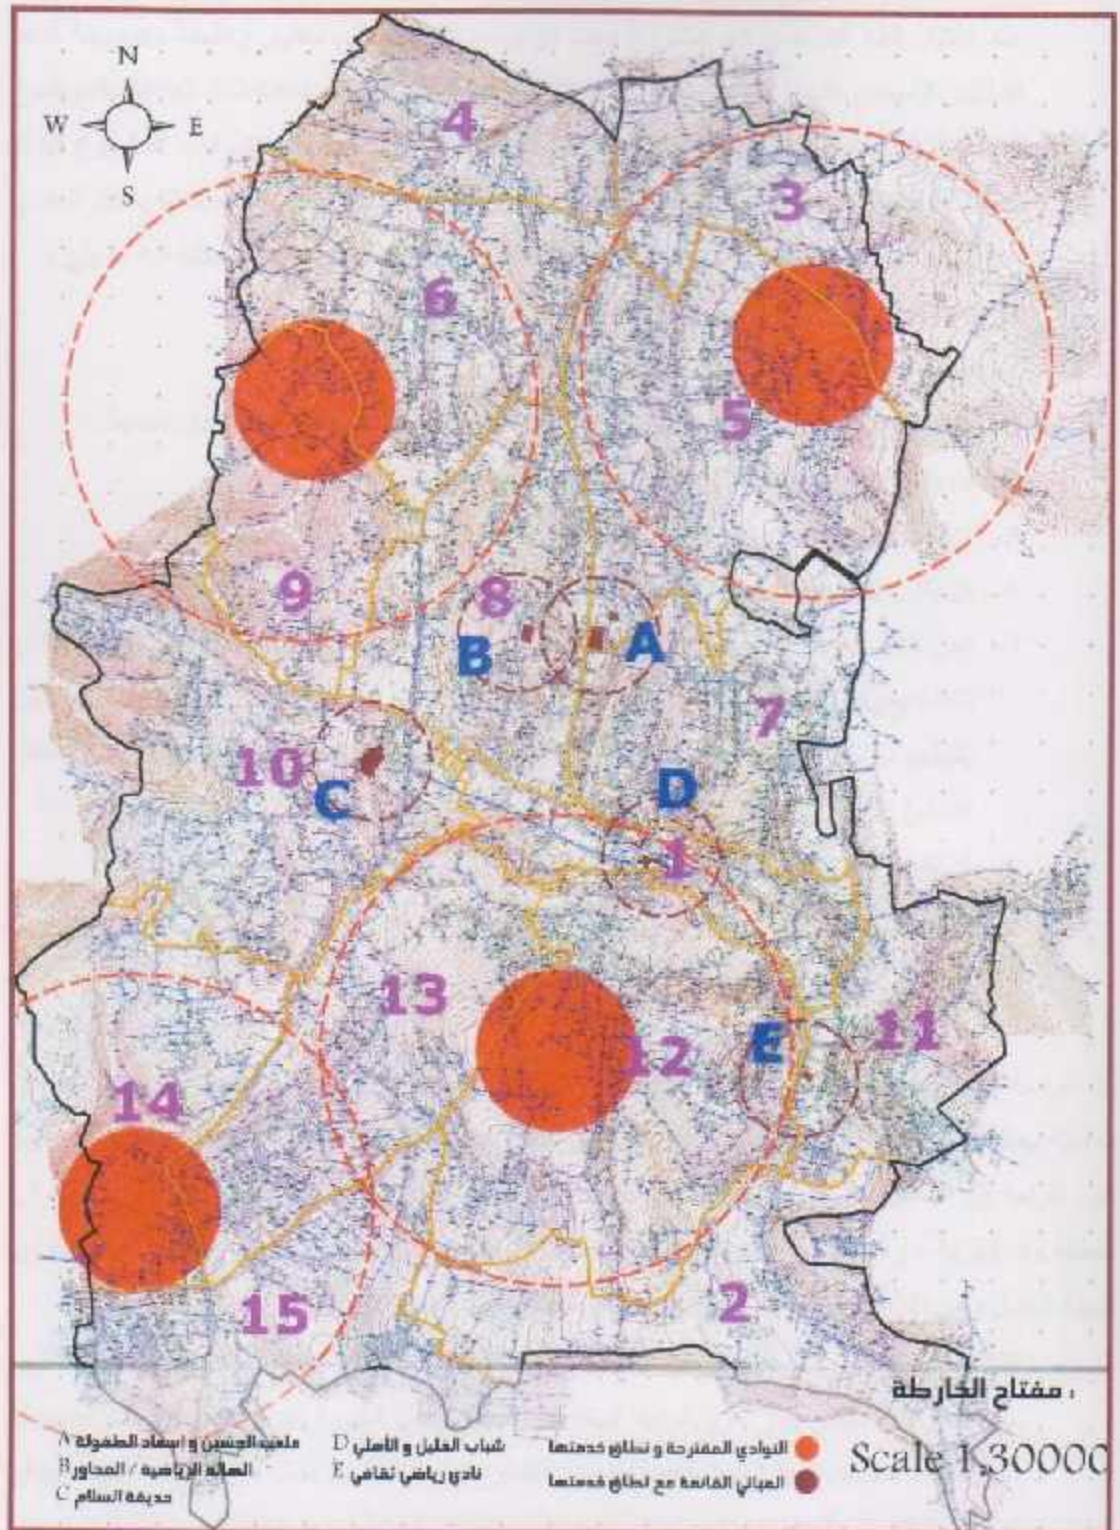 N
W E
S
4
3
6
5
9
8
B
A
7
10
C
D
1
13
12
E
11
14
15
2
مفتاح الخارطة :
النوادي المقترحة و نطاق خدمتها
المباني القائمة مع نطاق خدمتها
D شباب الخليل و الأهلي
E نادي رياضي ثقافي
A ملعب الحسين و اسعاد الطفولة
B الصالة الرياضية / المحاور
C حديقة السلام
Scale 1:30000